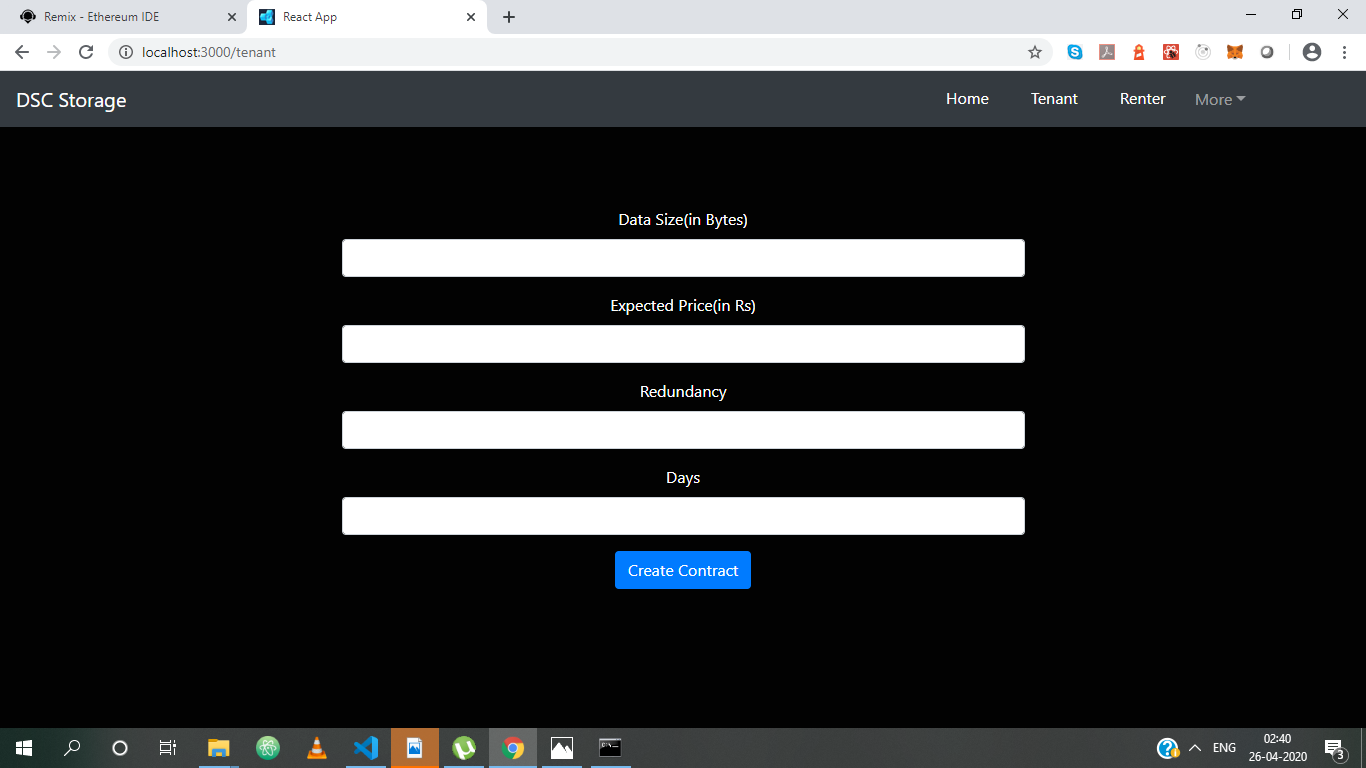 Remix - Ethereum IDE
React App
localhost:3000/tenant
DSC Storage
Home
Tenant
Renter
More
Data Size(in Bytes)
Expected Price(in Rs)
Redundancy
Days
Create Contract
ENG
02:40
26-04-2020
3